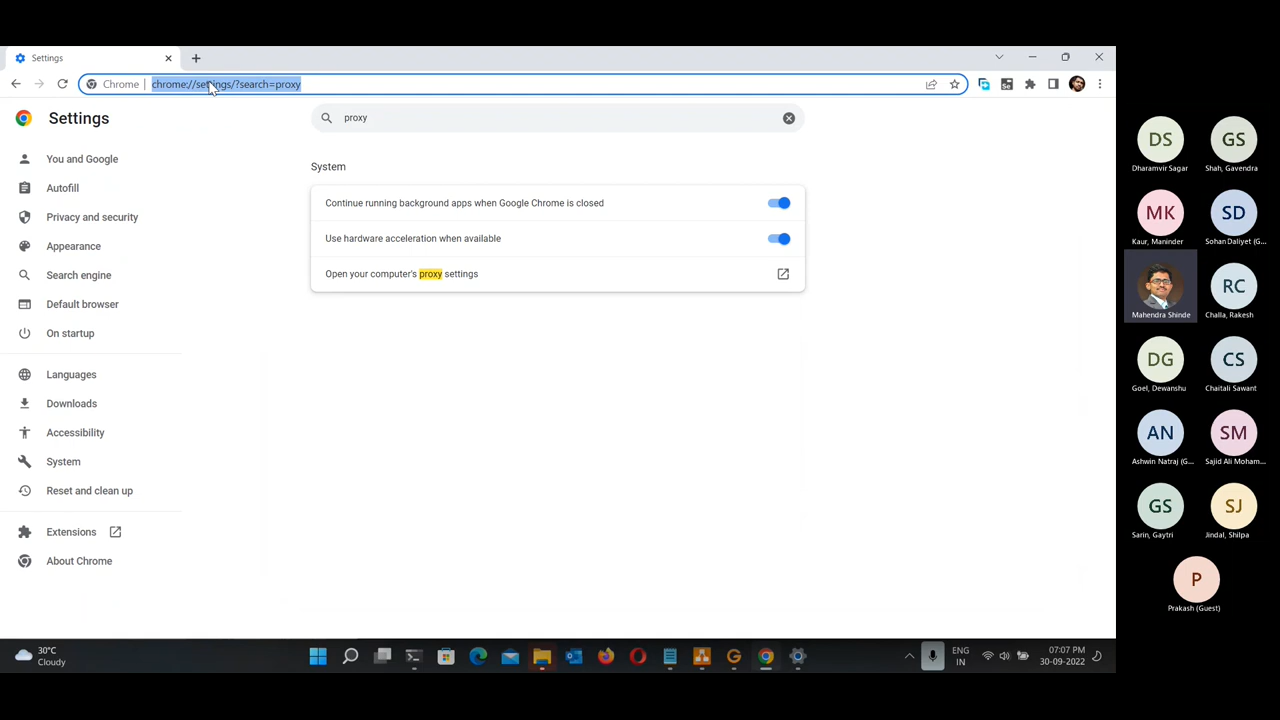 Settings
Chrome
chrome://settings/?search=proxy
Settings
proxy
You and Google
Autofill
Privacy and security
Appearance
Search engine
Default browser
On startup
Languages
Downloads
Accessibility
System
Reset and clean up
Extensions
About Chrome
System
Continue running background apps when Google Chrome is closed
Use hardware acceleration when available
Open your computer's proxy settings
DS
Dharamvir Sagar
GS
Shah, Gavendra
MK
Kaur, Maninder
SD
Sohan Daliyet (G...
Mahendra Shinde
RC
Challa, Rakesh
DG
Goel, Dewanshu
CS
Chaitali Sawant
AN
Ashwin Natraj (G...
SM
Sajid Ali Moham...
GS
Sarin, Gaytri
SJ
Jindal, Shilpa
P
Prakash (Guest)
30°C
Cloudy
ENG
IN
07:07 PM
30-09-2022